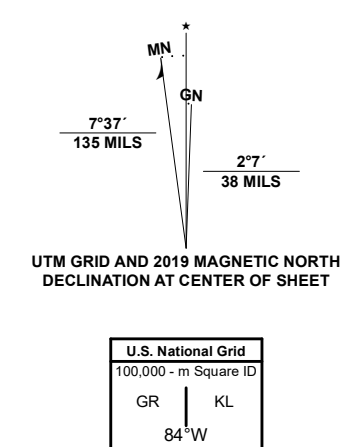 MN
GN
7°37´
135 MILS
2°7´
38 MILS
UTM GRID AND 2019 MAGNETIC NORTH
DECLINATION AT CENTER OF SHEET
U.S. National Grid
100,000 - m Square ID
GR KL
84°W